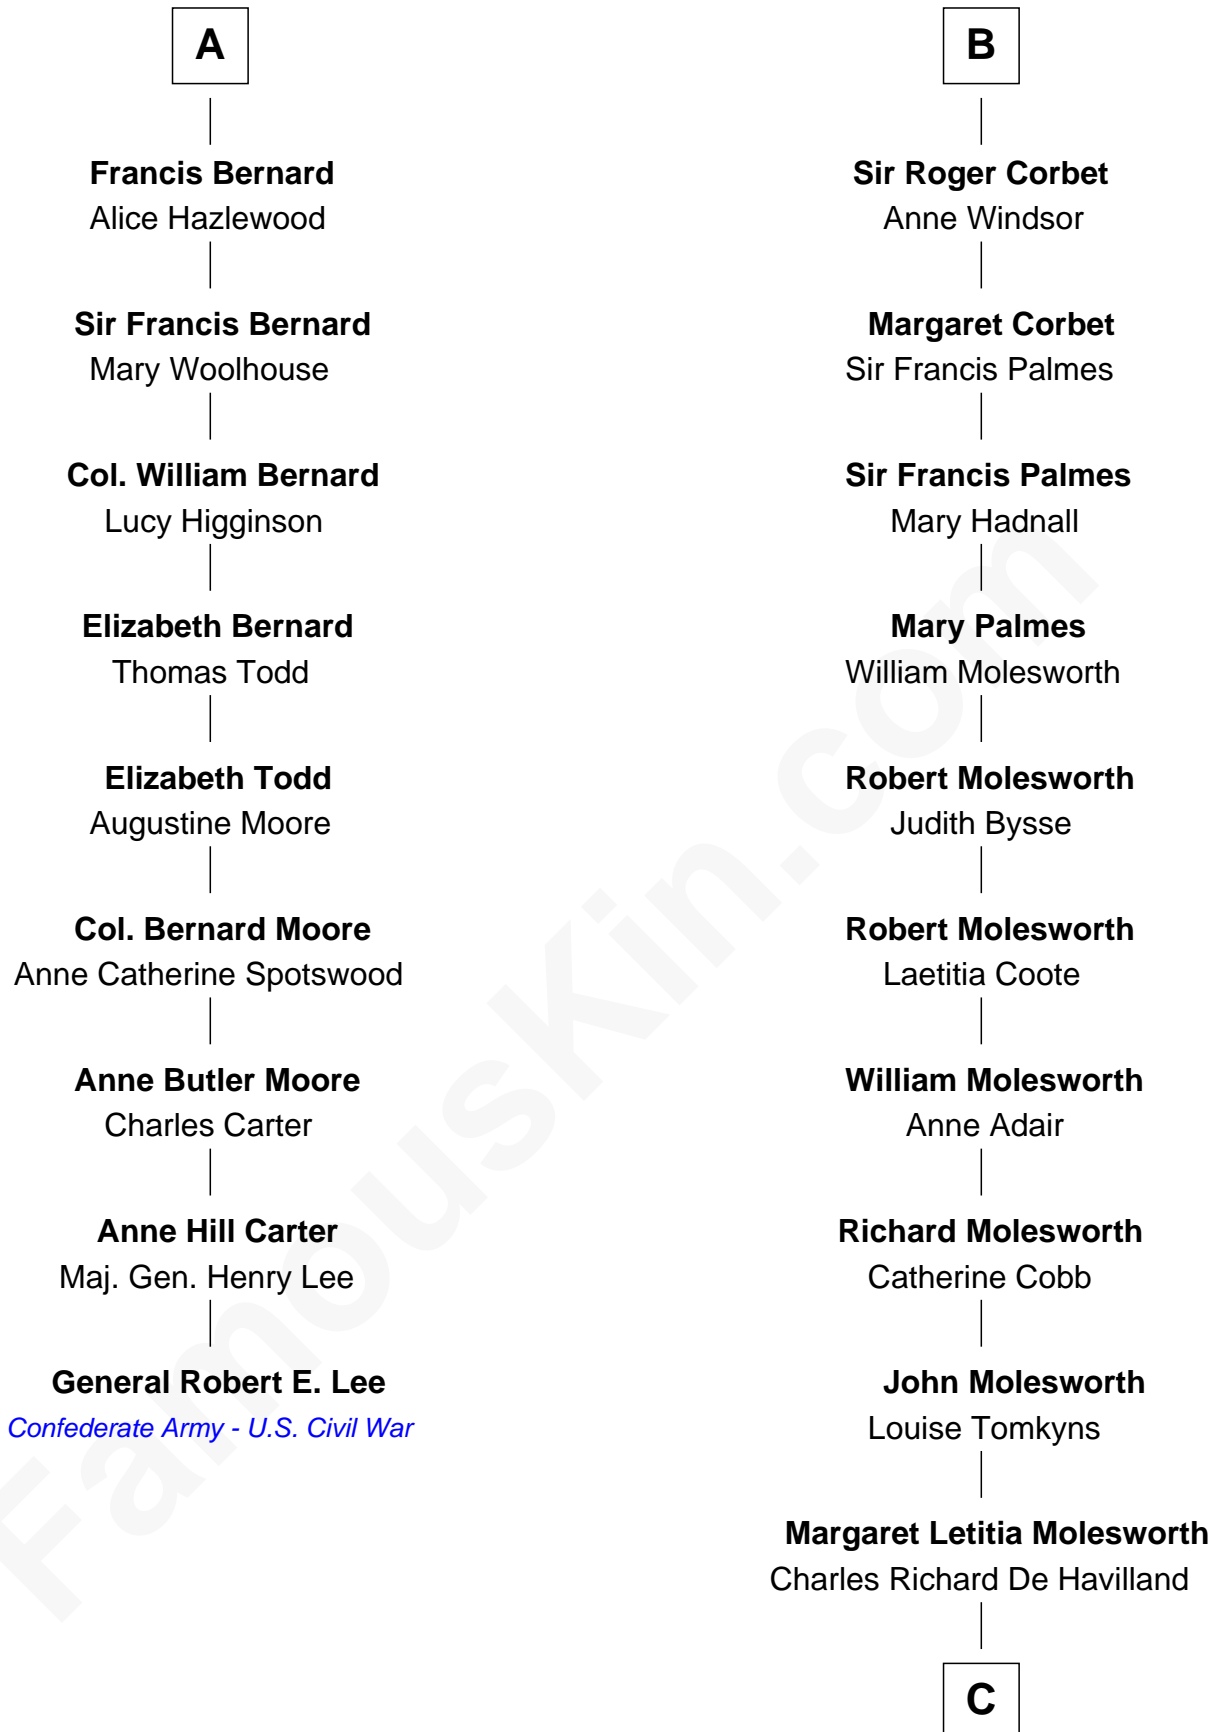 A
Francis Bernard
Alice Hazlewood
Sir Francis Bernard
Mary Woolhouse
Col. William Bernard
Lucy Higginson
Elizabeth Bernard
Thomas Todd
Elizabeth Todd
Augustine Moore
Col. Bernard Moore
Anne Catherine Spotswood
Anne Butler Moore
Charles Carter
Anne Hill Carter
Maj. Gen. Henry Lee
General Robert E. Lee
Confederate Army - U.S. Civil War
B
Sir Roger Corbet
Anne Windsor
Margaret Corbet
Sir Francis Palmes
Sir Francis Palmes
Mary Hadnall
Mary Palmes
William Molesworth
Robert Molesworth
Judith Bysse
Robert Molesworth
Laetitia Coote
William Molesworth
Anne Adair
Richard Molesworth
Catherine Cobb
John Molesworth
Louise Tomkyns
Margaret Letitia Molesworth
Charles Richard De Havilland
C
FamousKin.com